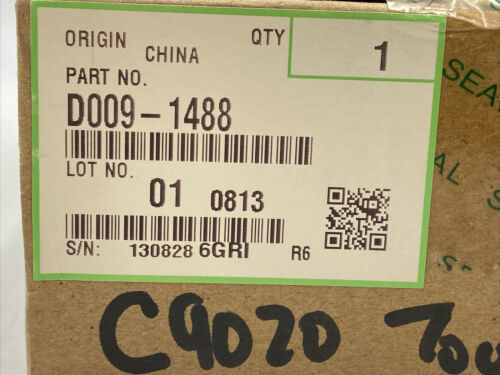 ORIGIN CHINA QTY 1
PART NO.
D009-1488
LOT NO.
01 0813
S/N: 130828 6GRI R6
C9020